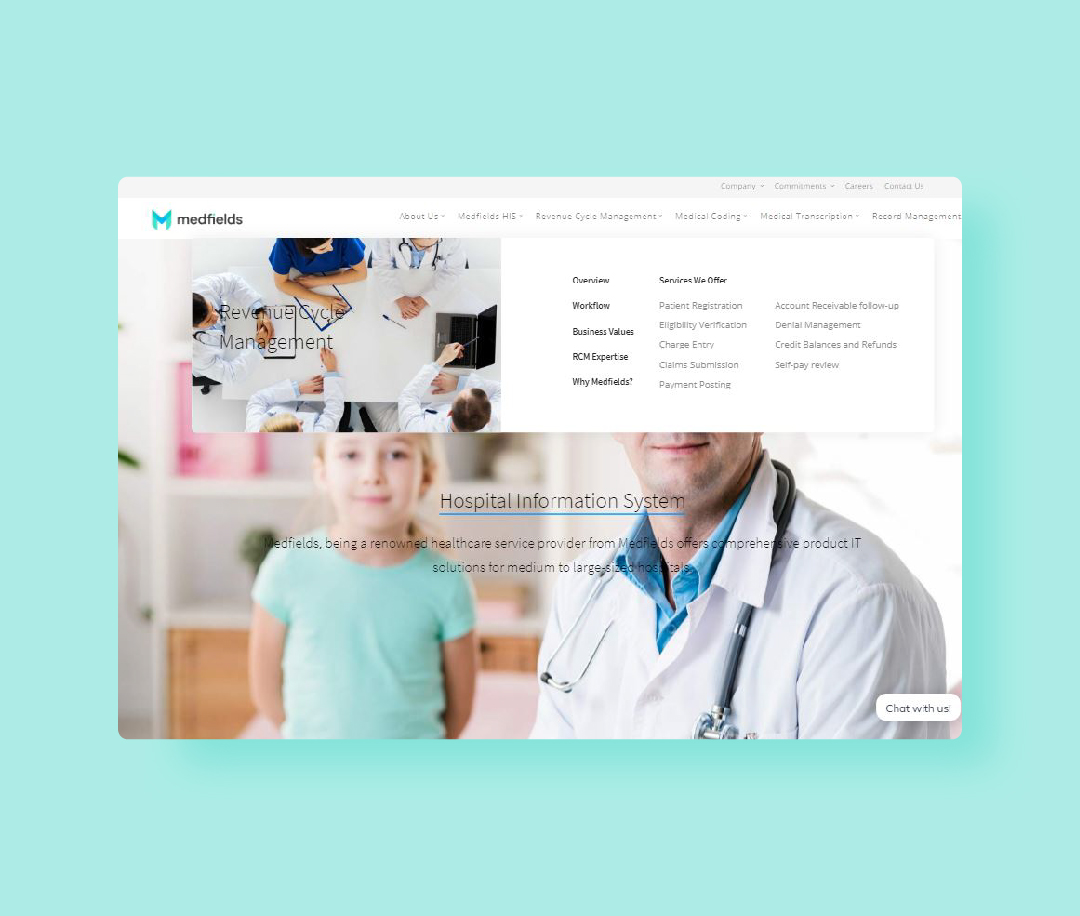 Company Commitments Careers Contact Us
medfields
About Us Medfields HIS Revenue Cycle Management Medical Coding Medical Transcription Record Management
Revenue Cycle
Management
Overview
Workflow
Business Values
RCM Expertise
Why Medfields?
Services We Offer
Patient Registration
Eligibility Verification
Charge Entry
Claims Submission
Payment Posting
Account Receivable follow-up
Denial Management
Credit Balances and Refunds
Self-pay review
Hospital Information System
Medfields, being a renowned healthcare service provider from Medfields offers comprehensive product IT
solutions for medium to large-sized hospitals.
Chat with us!